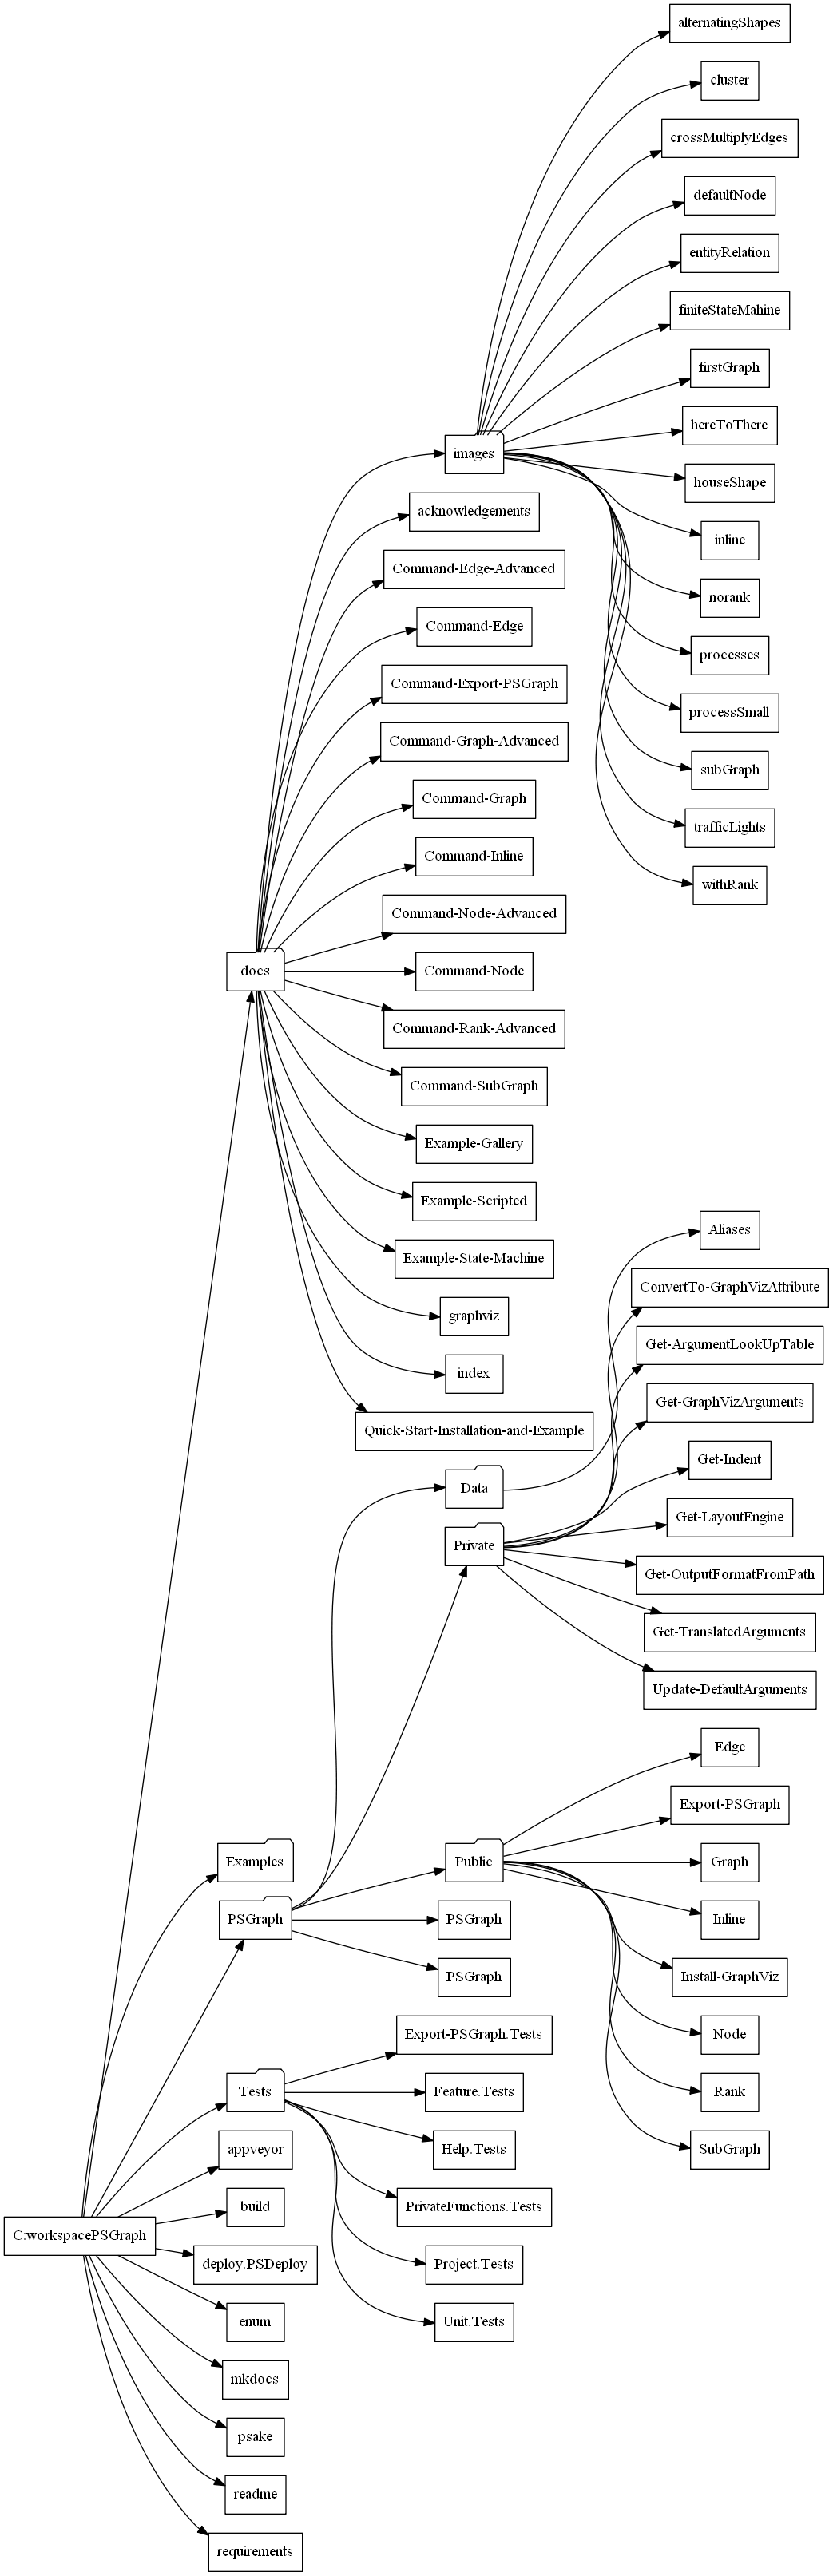 alternatingShapes
cluster
crossMultiplyEdges
defaultNode
entityRelation
finiteStateMahine
firstGraph
hereToThere
images
houseShape
acknowledgements
inline
Command-Edge-Advanced
norank
Command-Edge
processes
Command-Export-PSGraph
processSmall
Command-Graph-Advanced
subGraph
Command-Graph
trafficLights
Command-Inline
withRank
Command-Node-Advanced
docs
Command-Node
Command-Rank-Advanced
Command-SubGraph
Example-Gallery
Example-Scripted
Aliases
Example-State-Machine
ConvertTo-GraphVizAttribute
graphviz
Get-ArgumentLookUpTable
index
Get-GraphVizArguments
Quick-Start-Installation-and-Example
Get-Indent
Data
Get-LayoutEngine
Private
Get-OutputFormatFromPath
Get-TranslatedArguments
Update-DefaultArguments
Edge
Export-PSGraph
Examples
Public
Graph
PSGraph
PSGraph
Inline
PSGraph
Install-GraphViz
Export-PSGraph.Tests
Node
Tests
Feature.Tests
Rank
appveyor
Help.Tests
SubGraph
build
PrivateFunctions.Tests
C:workspacePSGraph
deploy.PSDeploy
Project.Tests
enum
Unit.Tests
mkdocs
psake
readme
requirements